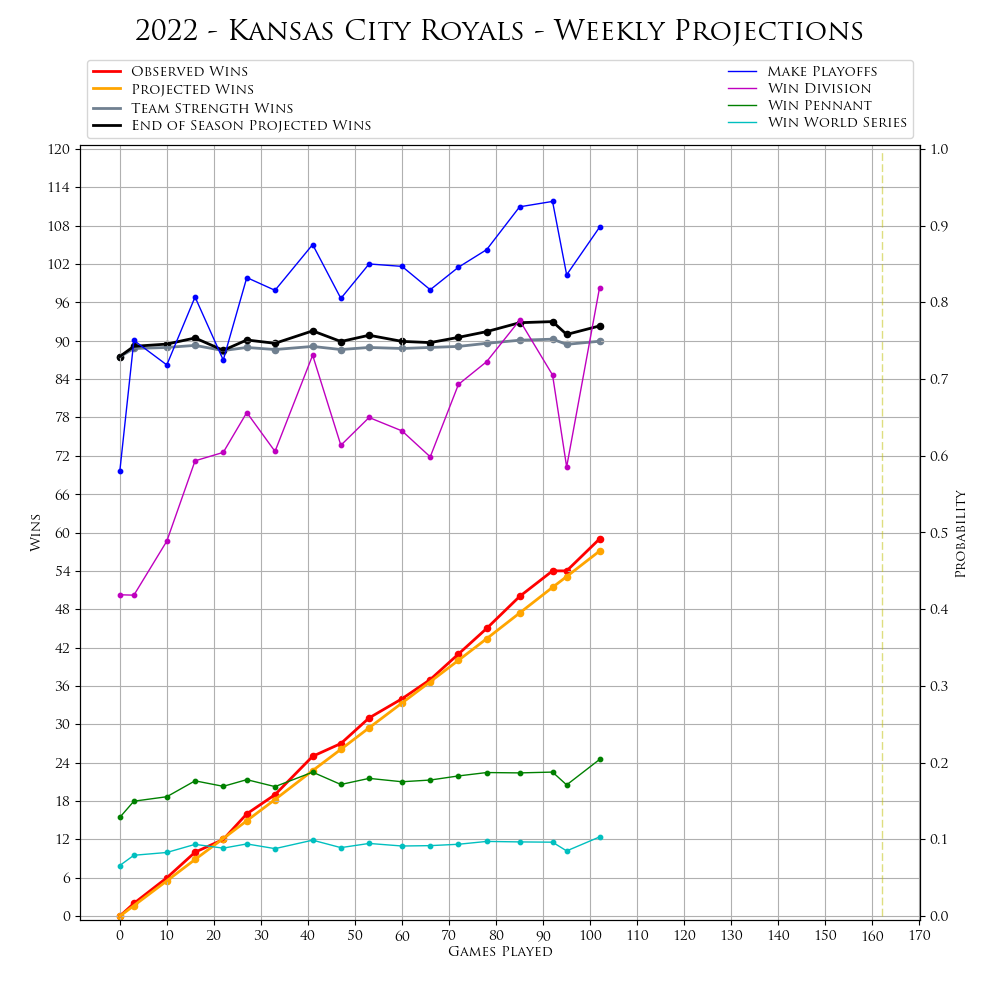 2022 - Kansas City Royals - Weekly Projections
Observed Wins
Projected Wins
Team Strength Wins
End of Season Projected Wins
Make Playoffs
Win Division
Win Pennant
Win World Series
120
114
108
102
96
90
84
78
72
66
60
54
48
42
36
30
24
18
12
6
0
Wins
1.0
0.9
0.8
0.7
0.6
0.5
0.4
0.3
0.2
0.1
0.0
Probability
0 10 20 30 40 50 60 70 80 90 100 110 120 130 140 150 160 170
Games Played